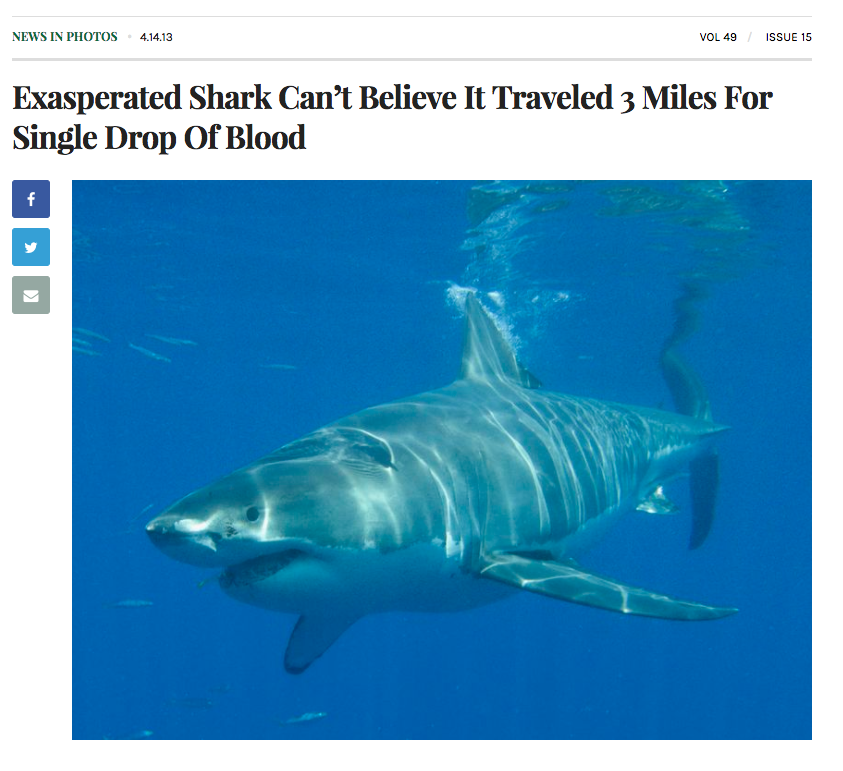 NEWS IN PHOTOS • 4.14.13 VOL 49 / ISSUE 15
Exasperated Shark Can’t Believe It Traveled 3 Miles For
Single Drop Of Blood